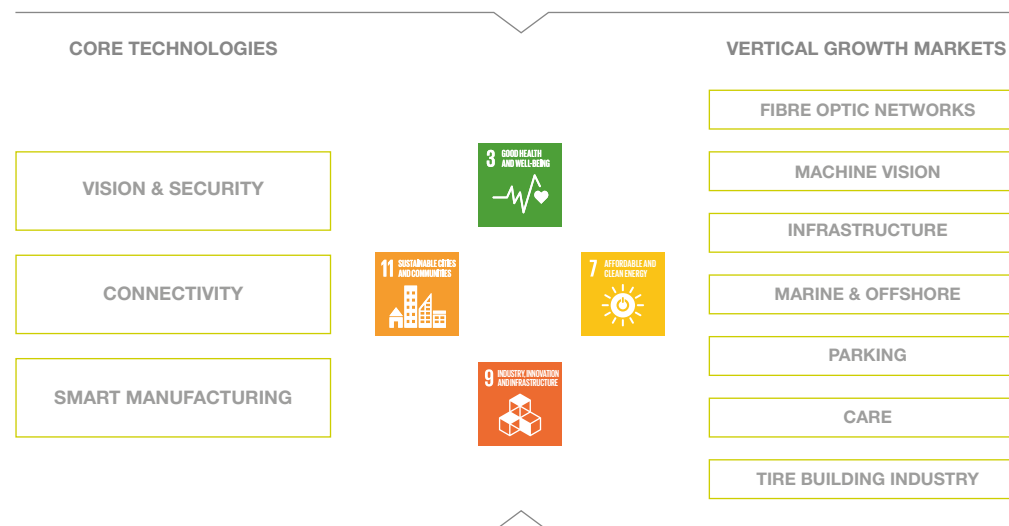 CORE TECHNOLOGIES
VISION & SECURITY
CONNECTIVITY
SMART MANUFACTURING
3 GOOD HEALTH
AND WELL-BEING
11 SUSTAINABLE CITIES
AND COMMUNITIES
7 AFFORDABLE AND
CLEAN ENERGY
9 INDUSTRY, INNOVATION
AND INFRASTRUCTURE
VERTICAL GROWTH MARKETS
FIBRE OPTIC NETWORKS
MACHINE VISION
INFRASTRUCTURE
MARINE & OFFSHORE
PARKING
CARE
TIRE BUILDING INDUSTRY